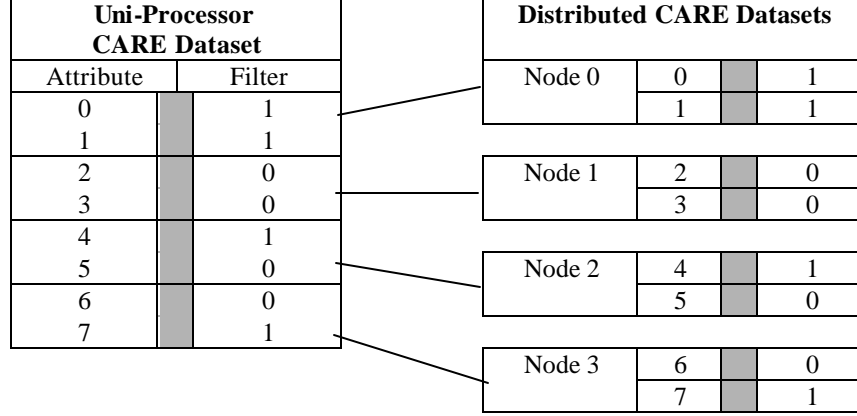 Uni-Processor
CARE Dataset
Attribute Filter
0 1
1 1
2 0
3 0
4 1
5 0
6 0
7 1
Distributed CARE Datasets
Node 0 0 1
1 1
Node 1 2 0
3 0
Node 2 4 1
5 0
Node 3 6 0
7 1